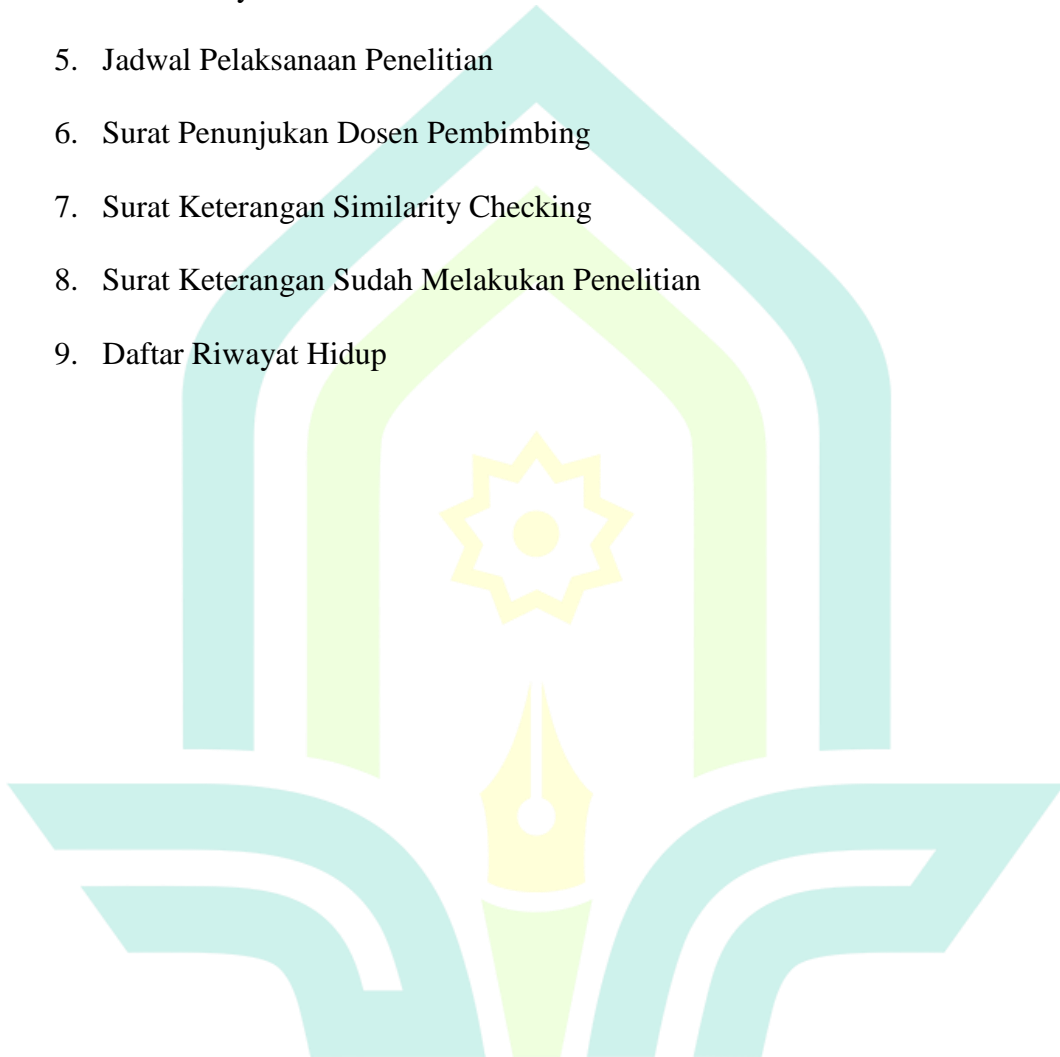 5. Jadwal Pelaksanaan Penelitian
6. Surat Penunjukan Dosen Pembimbing
7. Surat Keterangan Similarity Checking
8. Surat Keterangan Sudah Melakukan Penelitian
9. Daftar Riwayat Hidup